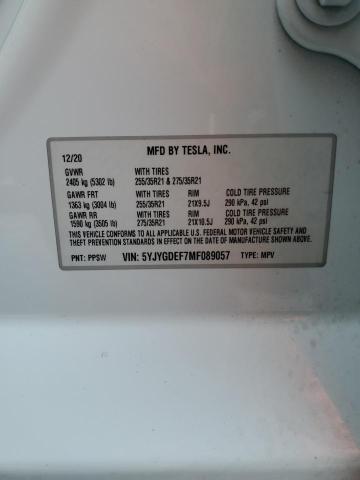 MFD BY TESLA, INC.
12/20
GVWR WITH TIRES
2405 kg (5302 lb) 255/35R21 & 275/35R21
GAWR FRT WITH TIRES RIM COLD TIRE PRESSURE
1363 kg (3004 lb) 255/35R21 21X9.5J 290 kPa, 42 psi
GAWR RR WITH TIRES RIM COLD TIRE PRESSURE
1590 kg (3505 lb) 275/35R21 21X10.5J 290 kPa, 42 psi
THIS VEHICLE CONFORMS TO ALL APPLICABLE FEDERAL MOTOR VEHICLE SAFETY AND
THEFT PREVENTION STANDARDS IN EFFECT ON THE DATE OF MANUFACTURE SHOWN ABOVE.
PNT: PPSW VIN: 5YJYGDEF7MF089057 TYPE: MPV